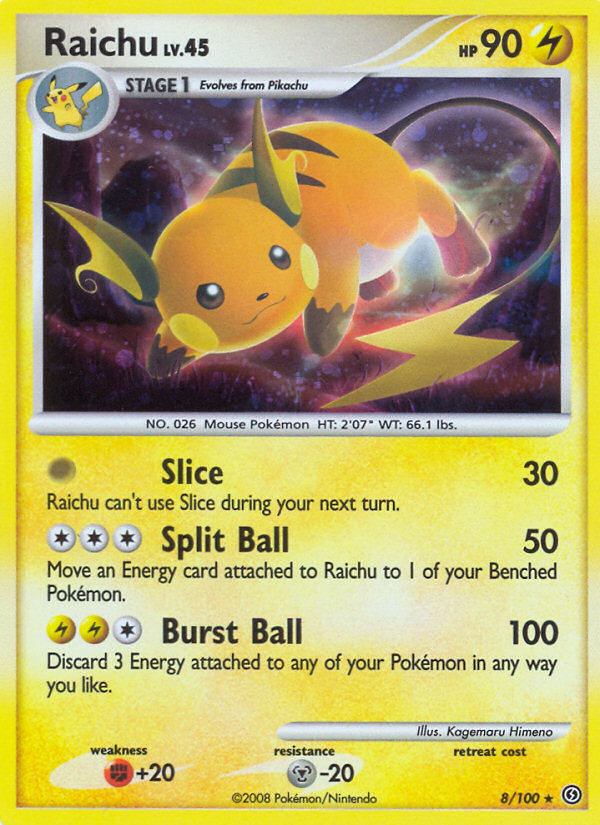 Raichu LV.45 HP 90
STAGE 1 Evolves from Pikachu
NO. 026 Mouse Pokémon HT: 2'07" WT: 66.1 lbs.
Slice 30
Raichu can't use Slice during your next turn.
Split Ball 50
Move an Energy card attached to Raichu to 1 of your Benched
Pokémon.
Burst Ball 100
Discard 3 Energy attached to any of your Pokémon in any way
you like.
Illus. Kagemaru Himeno
weakness resistance retreat cost
+20 -20
©2008 Pokémon/Nintendo 8/100 ★